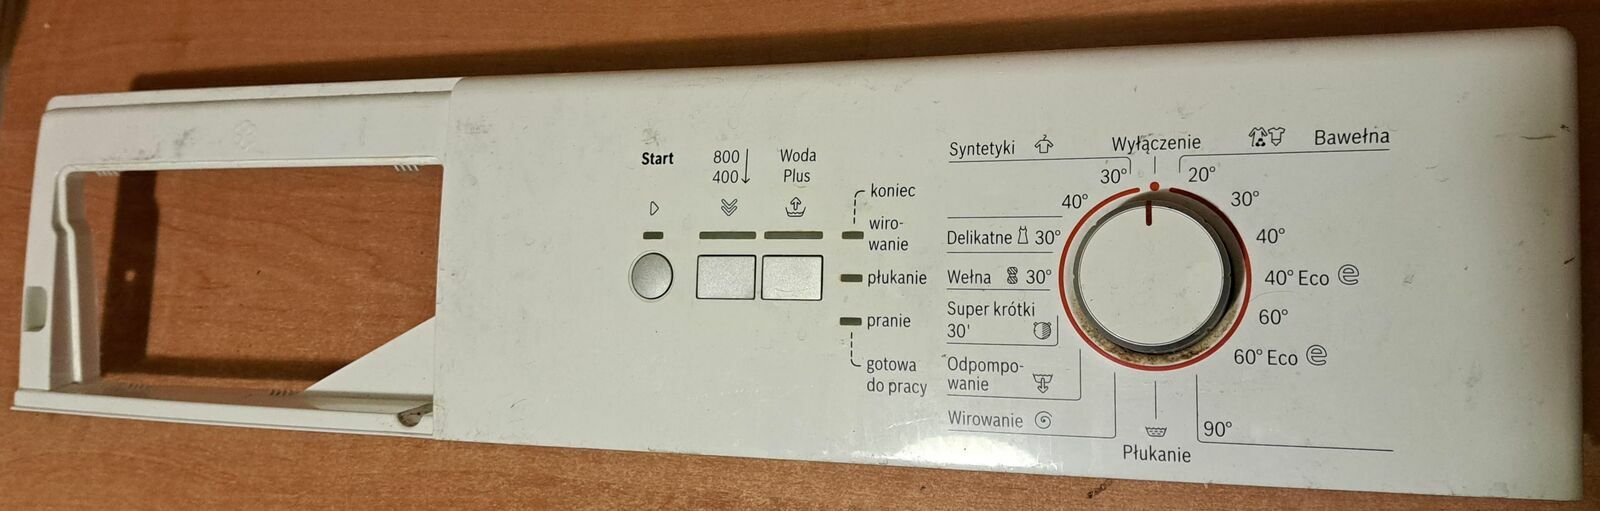 Start
800
400
Woda
Plus
koniec
wiro-
wanie
płukanie
pranie
gotowa
do pracy
Syntetyki
Wyłączenie
Bawełna
30°
40°
Delikatne 30°
Wełna 30°
Super krótki
30'
Odpompo-
wanie
Wirowanie
Płukanie
20°
30°
40°
40° Eco e
60°
60° Eco e
90°